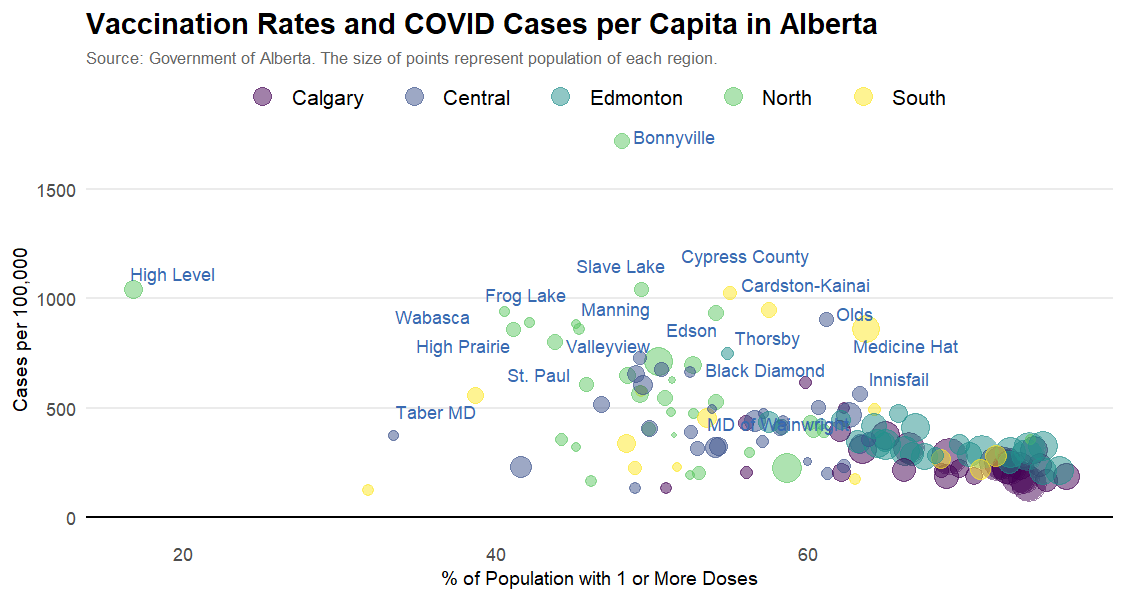 Vaccination Rates and COVID Cases per Capita in Alberta
Source: Government of Alberta. The size of points represent population of each region.
Calgary Central Edmonton North South
Bonnyville
1500
Cypress County
Slave Lake
High Level
Cardston-Kainai
Frog Lake
1000
Manning
Wabasca
Olds
Edson
Thorsby
High Prairie
Valleyview
Medicine Hat
Black Diamond
St. Paul
Innisfail
500
Taber MD
MD of Wainwright
0
20 40 60
Cases per 100,000
% of Population with 1 or More Doses